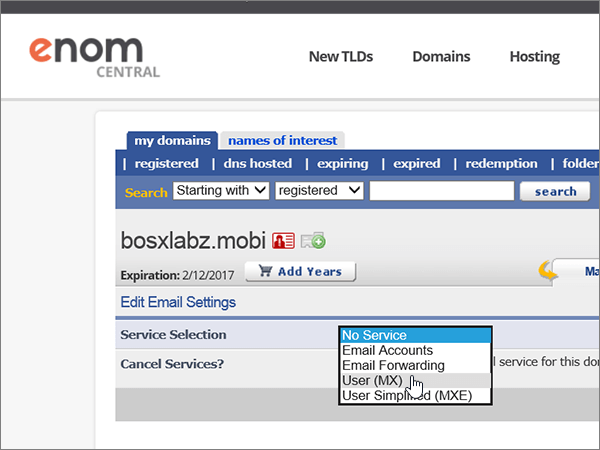 enom
CENTRAL
New TLDs Domains Hosting
my domains names of interest
| registered | dns hosted | expiring | expired | redemption | folder
Search Starting with registered search
bosxlabz.mobi
Expiration: 2/12/2017 Add Years Ma
Edit Email Settings
Service Selection No Service
Email Accounts
Cancel Services? Email Forwarding l service for this do
User (MX)
User Simplified (MXE)